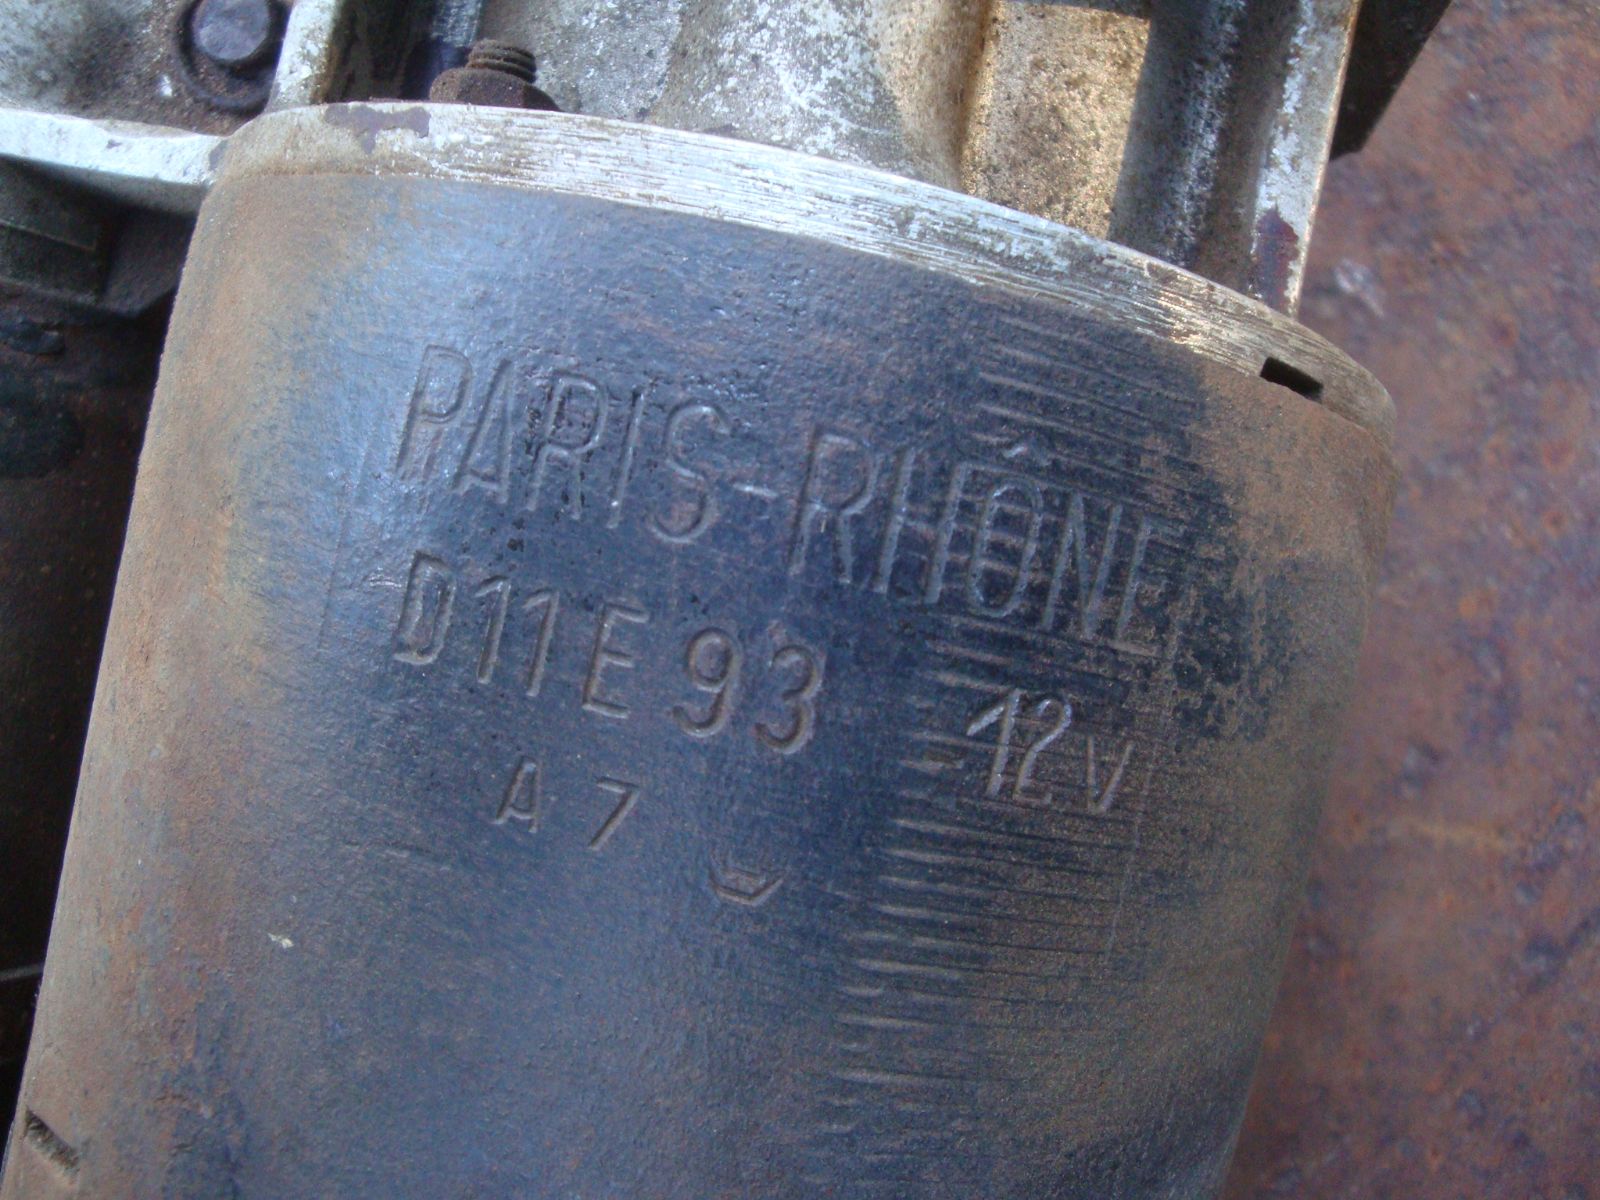 PARIS-RHÔNE
D11E93 12V
A7